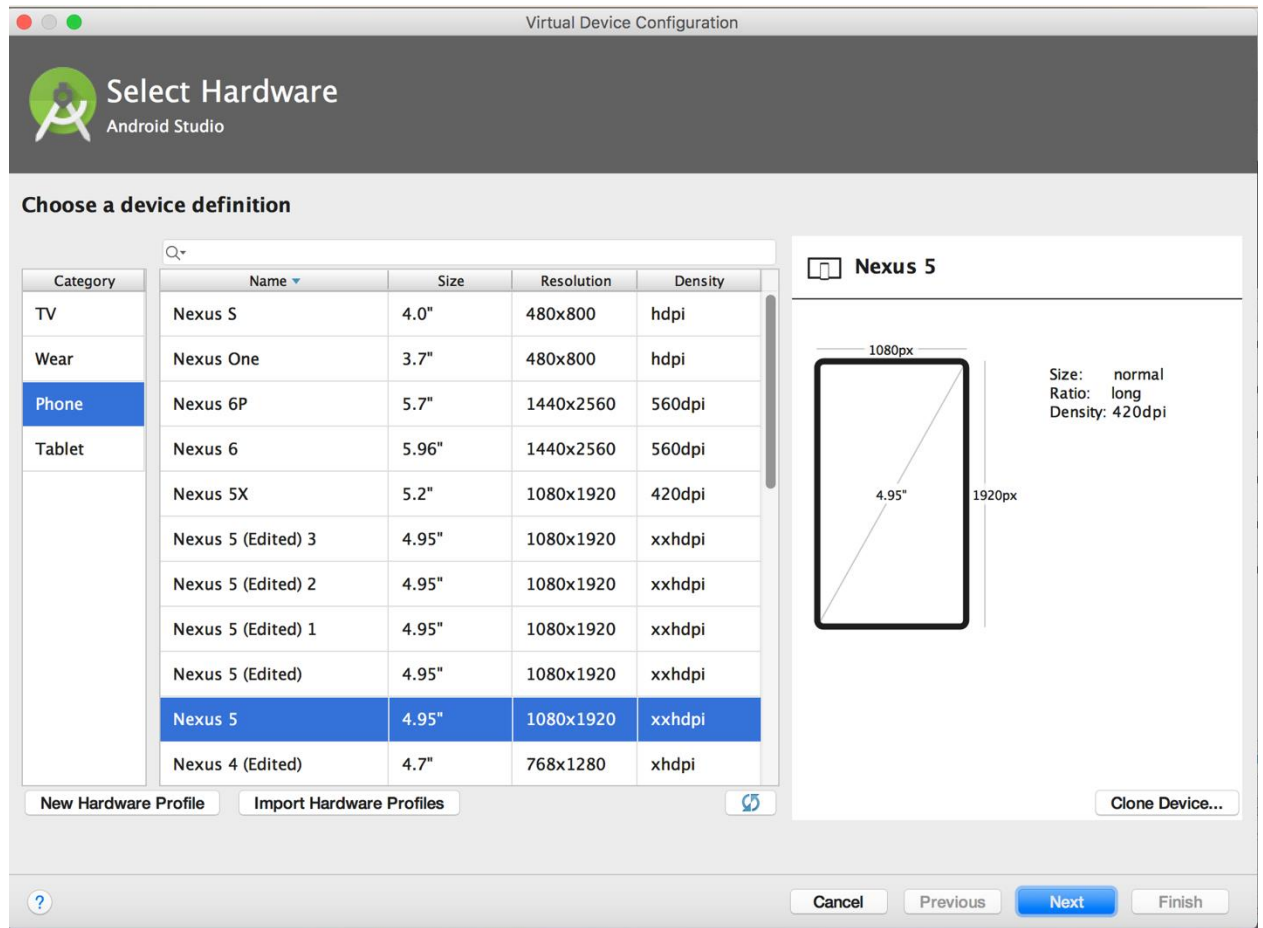 Virtual Device Configuration
Select Hardware
Android Studio
Choose a device definition
Category
TV
Wear
Phone
Tablet
Name Size Resolution Density
Nexus S 4.0" 480x800 hdpi
Nexus One 3.7" 480x800 hdpi
Nexus 6P 5.7" 1440x2560 560dpi
Nexus 6 5.96" 1440x2560 560dpi
Nexus 5X 5.2" 1080x1920 420dpi
Nexus 5 (Edited) 3 4.95" 1080x1920 xxhdpi
Nexus 5 (Edited) 2 4.95" 1080x1920 xxhdpi
Nexus 5 (Edited) 1 4.95" 1080x1920 xxhdpi
Nexus 5 (Edited) 4.95" 1080x1920 xxhdpi
Nexus 5 4.95" 1080x1920 xxhdpi
Nexus 4 (Edited) 4.7" 768x1280 xhdpi
New Hardware Profile Import Hardware Profiles
Nexus 5
1080px
4.95" 1920px
Size: normal
Ratio: long
Density: 420dpi
Clone Device...
? Cancel Previous Next Finish